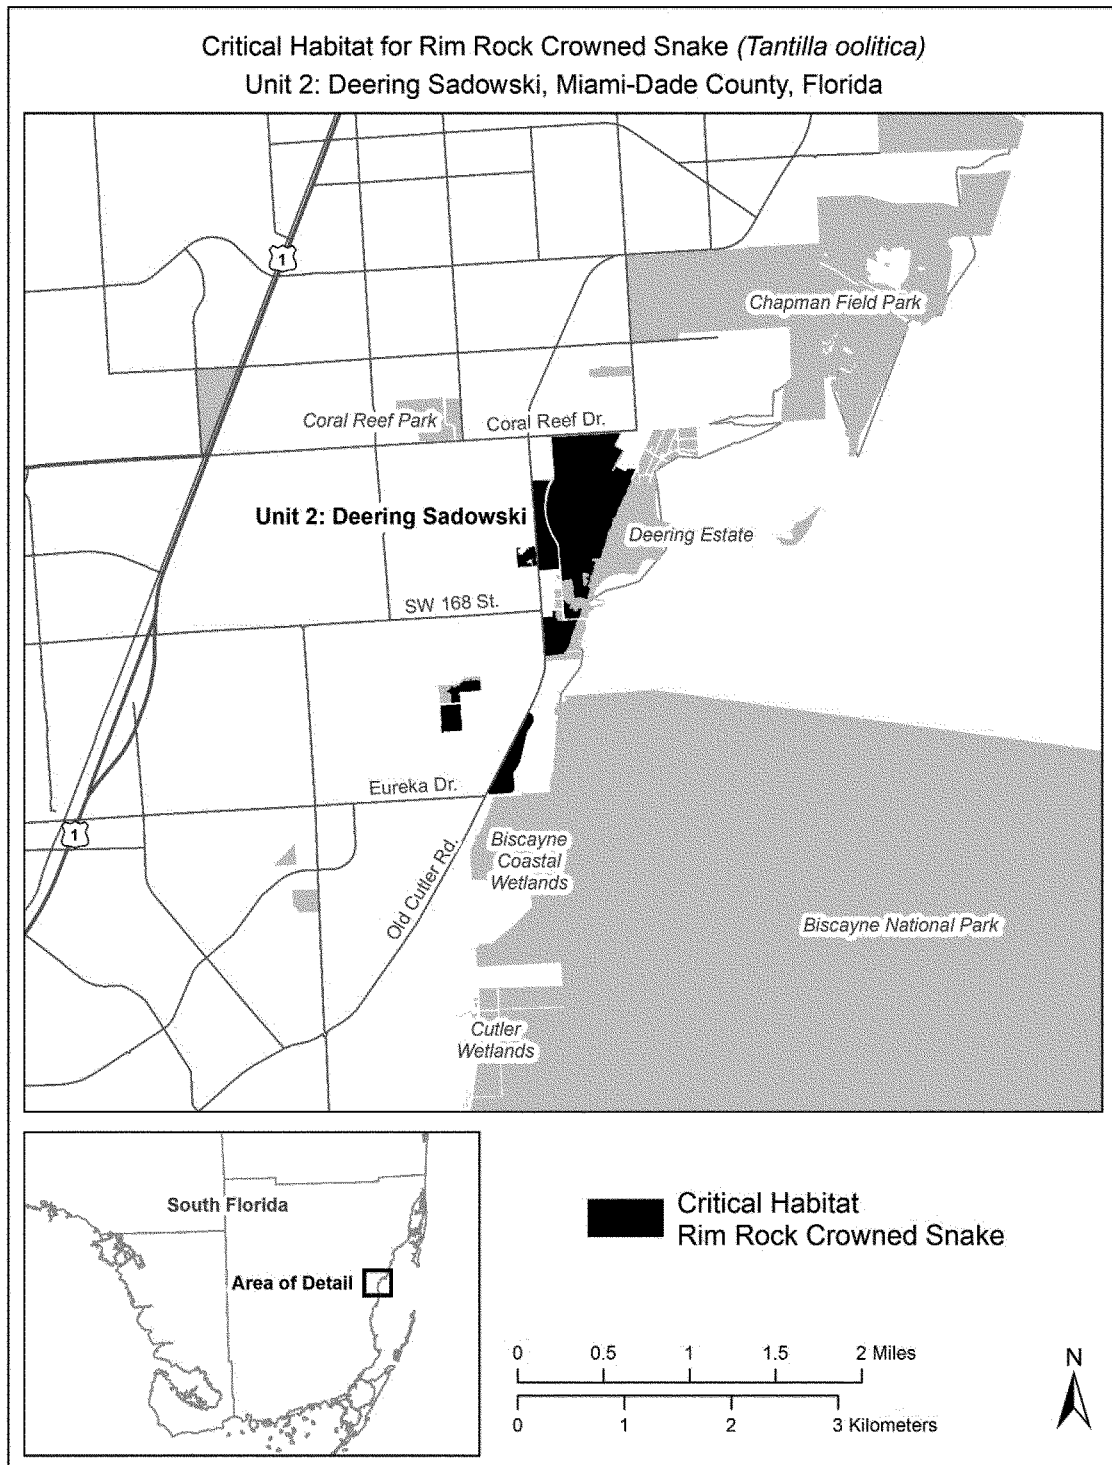 Critical Habitat for Rim Rock Crowned Snake (Tantilla oolitica)
Unit 2: Deering Sadowski, Miami-Dade County, Florida
1
Chapman Field Park
Coral Reef Park
Coral Reef Dr.
Unit 2: Deering Sadowski
Deering Estate
SW 168 St.
Eureka Dr.
1
Old Cutler Rd.
Biscayne
Coastal
Wetlands
Biscayne National Park
Cutler
Wetlands
South Florida
Area of Detail
Critical Habitat
Rim Rock Crowned Snake
0 0.5 1 1.5 2 Miles
0 1 2 3 Kilometers
N